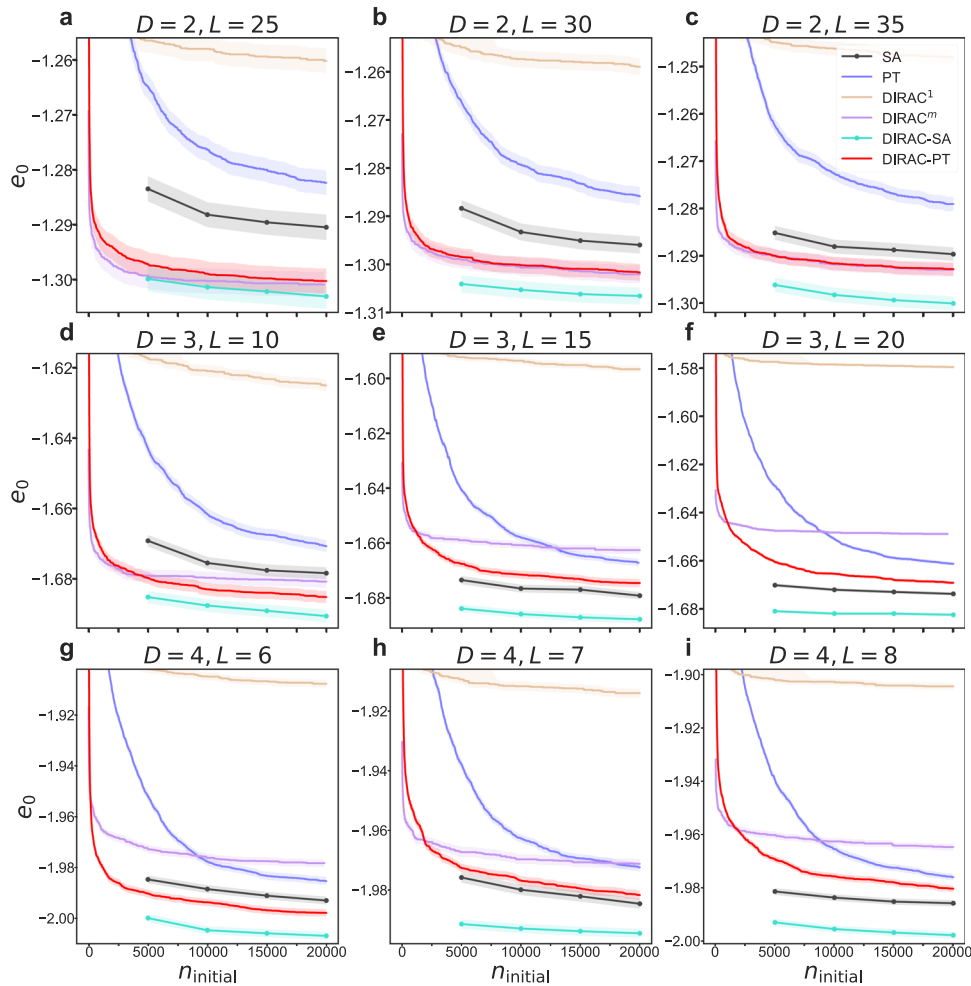 a D = 2, L = 25
b D = 2, L = 30
c D = 2, L = 35
e₀
−1.26
−1.27
−1.28
−1.29
−1.30
−1.26
−1.27
−1.28
−1.29
−1.30
−1.31
−1.25
−1.26
−1.27
−1.28
−1.29
−1.30
SA
PT
DIRAC¹
DIRACᵐ
DIRAC-SA
DIRAC-PT
d D = 3, L = 10
e D = 3, L = 15
f D = 3, L = 20
e₀
−1.62
−1.64
−1.66
−1.68
−1.60
−1.62
−1.64
−1.66
−1.68
−1.58
−1.60
−1.62
−1.64
−1.66
−1.68
g D = 4, L = 6
h D = 4, L = 7
i D = 4, L = 8
e₀
−1.92
−1.94
−1.96
−1.98
−2.00
−1.92
−1.94
−1.96
−1.98
−1.90
−1.92
−1.94
−1.96
−1.98
−2.00
0 5000 10000 15000 20000
0 5000 10000 15000 20000
0 5000 10000 15000 20000
n_initial
n_initial
n_initial